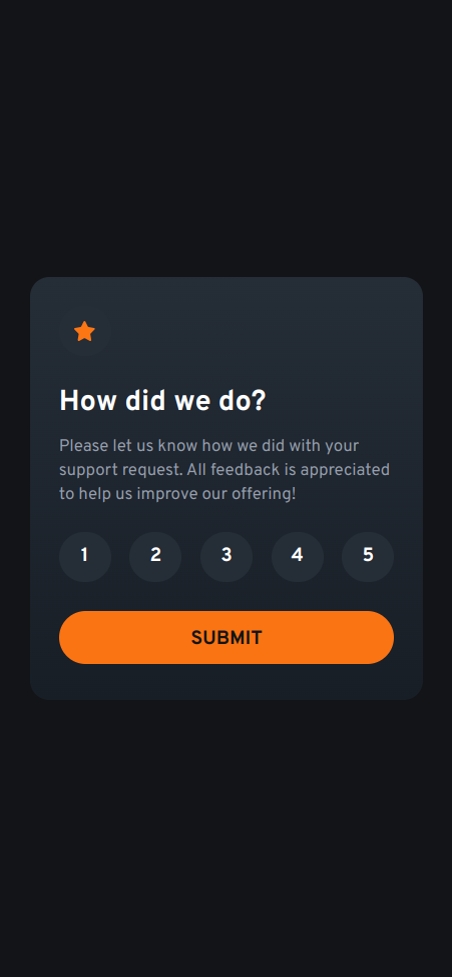 How did we do?
Please let us know how we did with your
support request. All feedback is appreciated
to help us improve our offering!
1 2 3 4 5
SUBMIT